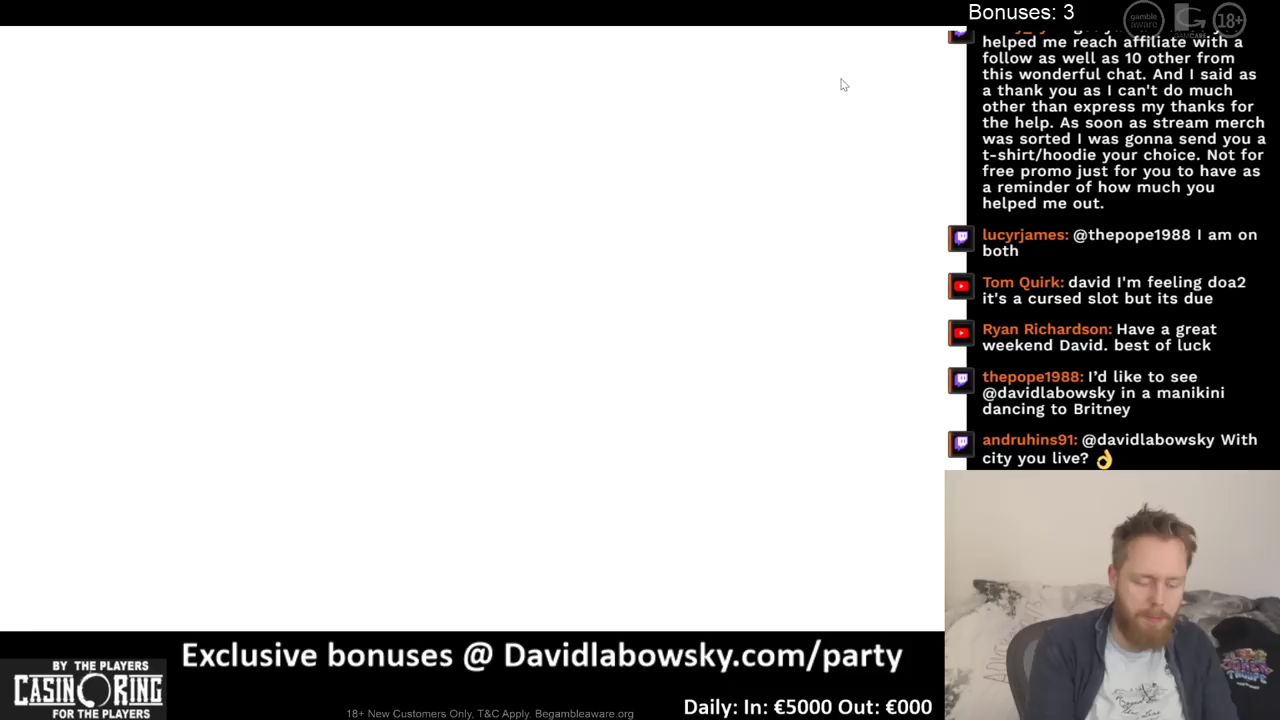 Bonuses: 3
gamble
aware
GAMCARE
18+
helped me reach affiliate with a
follow as well as 10 other from
this wonderful chat. And I said as
a thank you as I can't do much
other than express my thanks for
the help. As soon as stream merch
was sorted I was gonna send you a
t-shirt/hoodie your choice. Not for
free promo just for you to have as
a reminder of how much you
helped me out.
lucyrjames: @thepope1988 I am on
both
Tom Quirk: david I'm feeling doa2
it's a cursed slot but its due
Ryan Richardson: Have a great
weekend David. best of luck
thepope1988: I’d like to see
@davidlabowsky in a manikini
dancing to Britney
andruhins91: @davidlabowsky With
city you live? 👌
Exclusive bonuses @ Davidlabowsky.com/party
BY THE PLAYERS
CASINO RING
FOR THE PLAYERS
18+ New Customers Only, T&C Apply. Begambleaware.org
Daily: In: €5000 Out: €000